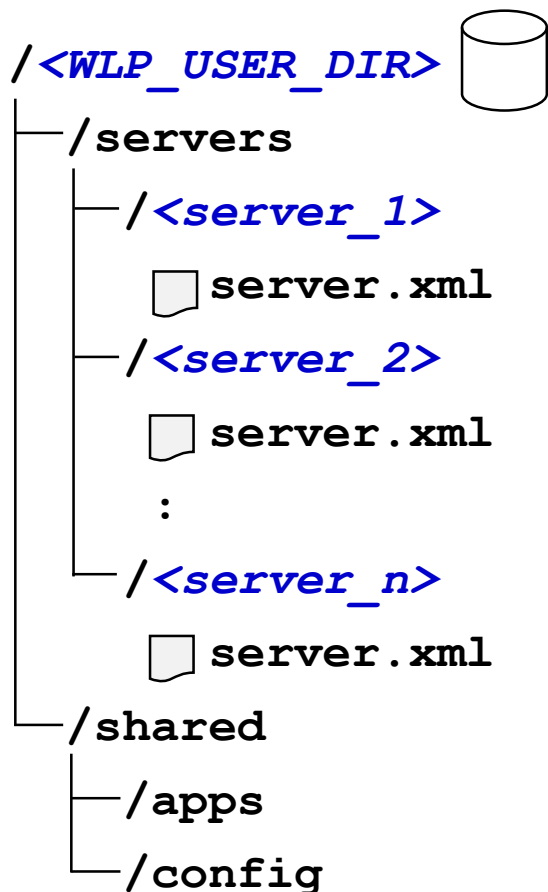 /<WLP_USER_DIR>
/servers
/<server_1>
server.xml
/<server_2>
server.xml
:
/<server_n>
server.xml
/shared
/apps
/config